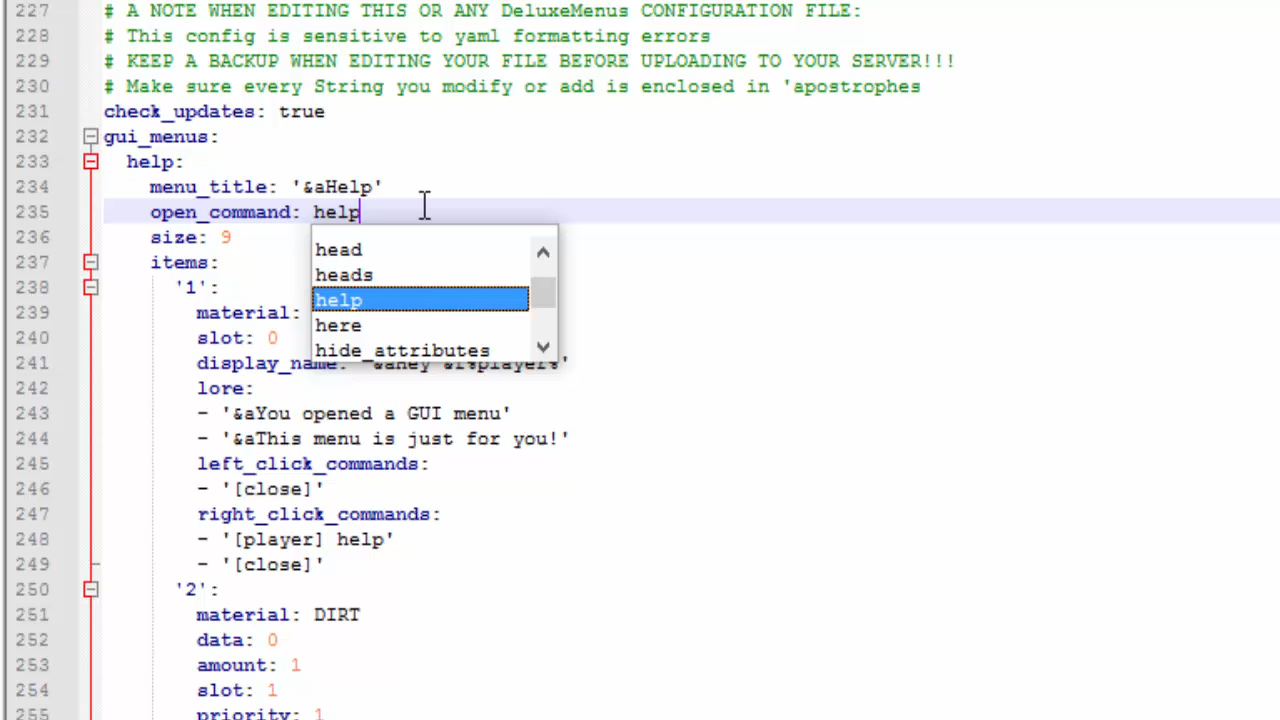 227 # A NOTE WHEN EDITING THIS OR ANY DeluxeMenus CONFIGURATION FILE:
228 # This config is sensitive to yaml formatting errors
229 # KEEP A BACKUP WHEN EDITING YOUR FILE BEFORE UPLOADING TO YOUR SERVER!!!
230 # Make sure every String you modify or add is enclosed in 'apostrophes
231 check_updates: true
232 gui_menus:
233 help:
234 menu_title: '&aHelp'
235 open_command: help
236 size: 9
head
237 items:
heads
238 '1':
help
239 material:
here
240 slot: 0
hide_attributes
241 display_name: '&aHey &f%player%'
242 lore:
243 - '&aYou opened a GUI menu'
244 - '&aThis menu is just for you!'
245 left_click_commands:
246 - '[close]'
247 right_click_commands:
248 - '[player] help'
249 - '[close]'
250 '2':
251 material: DIRT
252 data: 0
253 amount: 1
254 slot: 1
255 priority: 1